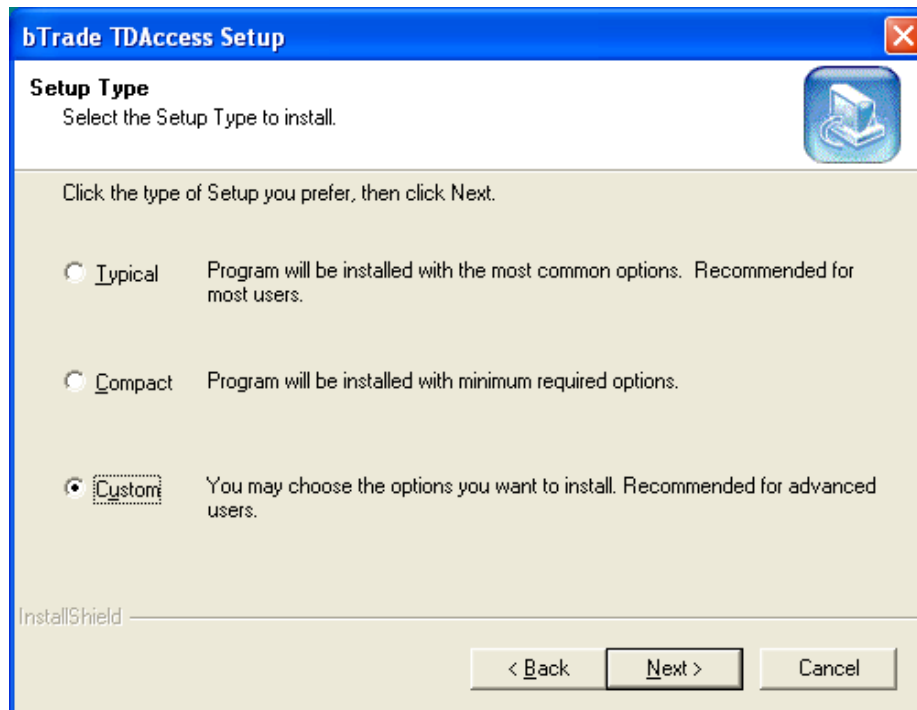 bTrade TDAccess Setup
Setup Type
Select the Setup Type to install.
Click the type of Setup you prefer, then click Next.
Typical Program will be installed with the most common options. Recommended for
most users.
Compact Program will be installed with minimum required options.
Custom You may choose the options you want to install. Recommended for advanced
users.
InstallShield
< Back Next > Cancel